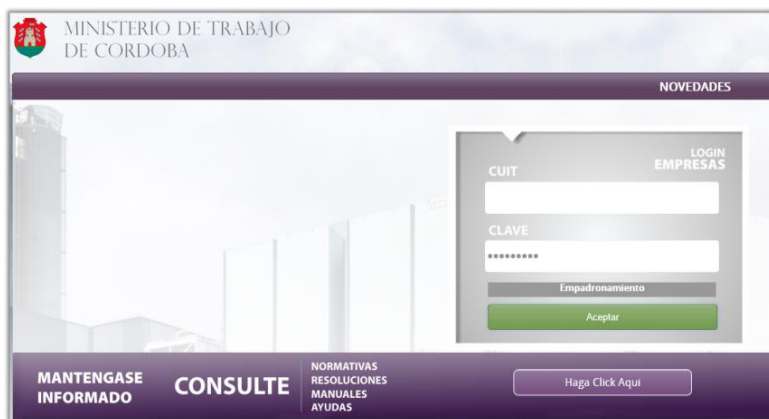 MINISTERIO DE TRABAJO
DE CORDOBA
NOVEDADES
LOGIN
EMPRESAS
CUIT
CLAVE
•••••••••
Empadronamiento
Aceptar
MANTENGASE
INFORMADO
CONSULTE
NORMATIVAS
RESOLUCIONES
MANUALES
AYUDAS
Haga Click Aqui